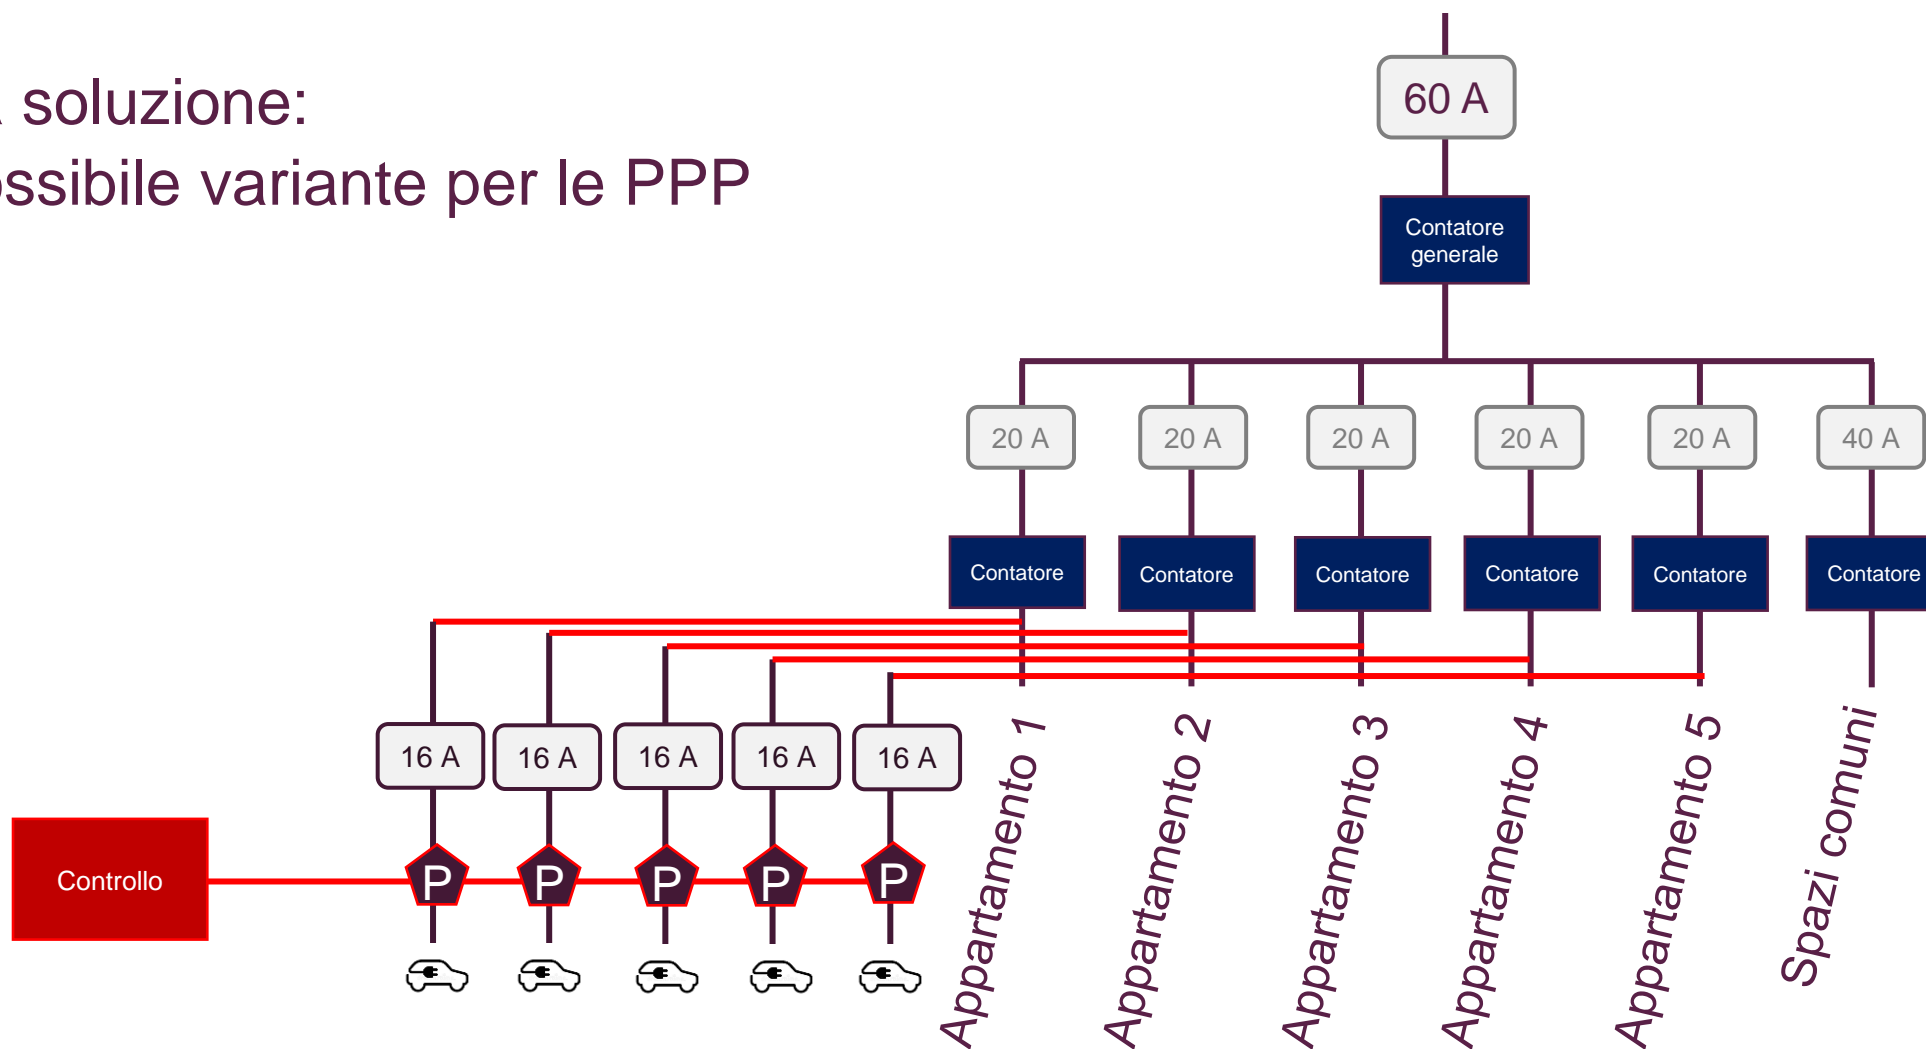 soluzione:
ssibile variante per le PPP
60 A
Contatore
generale
20 A
20 A
20 A
20 A
20 A
40 A
Contatore
Contatore
Contatore
Contatore
Contatore
Contatore
16 A
16 A
16 A
16 A
16 A
Appartamento 1
Appartamento 2
Appartamento 3
Appartamento 4
Appartamento 5
Spazi comuni
Controllo
P
P
P
P
P